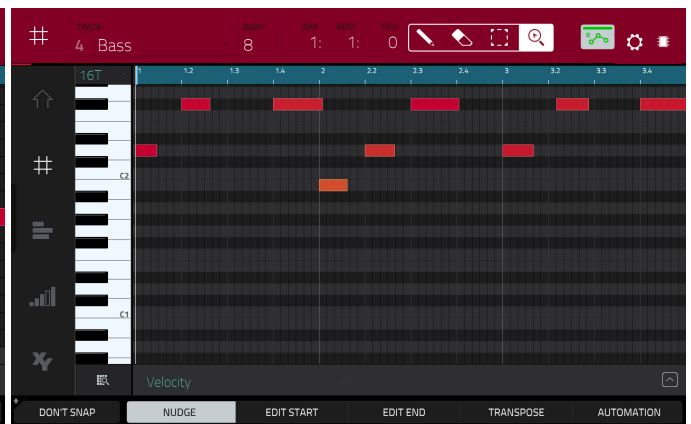 TRACK BARS BAR BEAT TICK
4 Bass 8 1: 1: 0
16T 1 1.2 1.3 1.4 2 2.2 2.3 2.4 3 3.2 3.3 3.4
C2
C1
XY
Velocity
DON'T SNAP NUDGE EDIT START EDIT END TRANSPOSE AUTOMATION